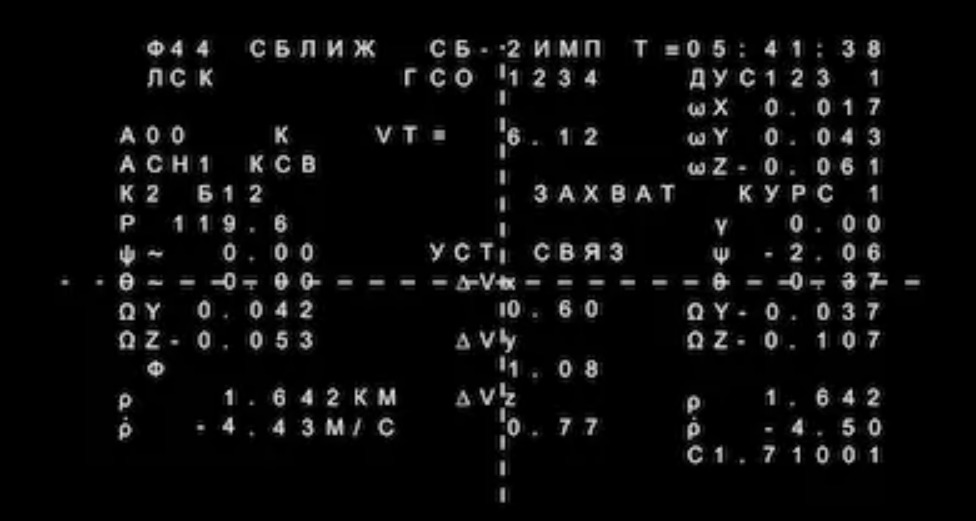 Ф44 СБЛИЖ СБ-2ИМП Т=05:41:38
ЛСК ГСО 1234 ДУС123 1
ωX 0.017
А00 К VT= 6.12 ωY 0.043
АСН1 КСВ ωZ-0.061
К2 Б12 ЗАХВАТ КУРС 1
Р 119.6 γ 0.00
ψ~ 0.00 УСТ СВЯЗ ψ -2.06
θ~ 0.00 ΔVx θ 0.37
ΩY 0.042 0.60 ΩY-0.037
ΩZ-0.053 ΔVy ΩZ-0.107
Ф 1.08
ρ 1.642КМ ΔVz ρ 1.642
ρ̇ -4.43М/С 0.77 ρ̇ -4.50
С1.71001